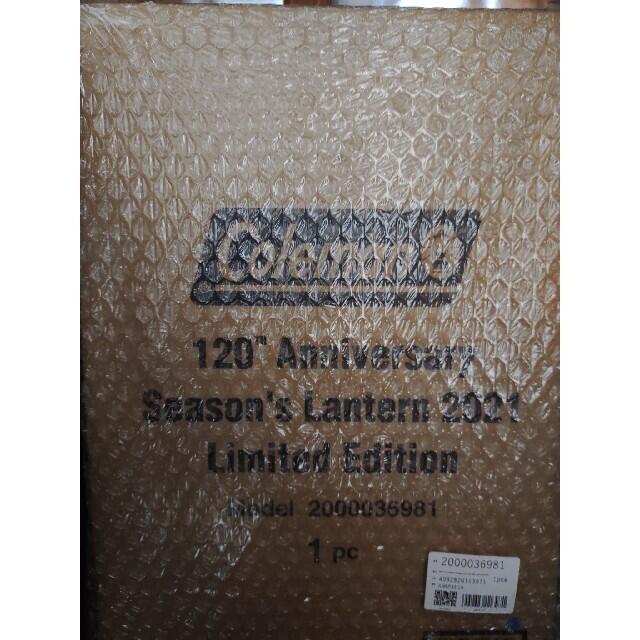 Coleman
120th Anniversary
Season's Lantern 2021
Limited Edition
Model 2000036981
1 pc
2000036981